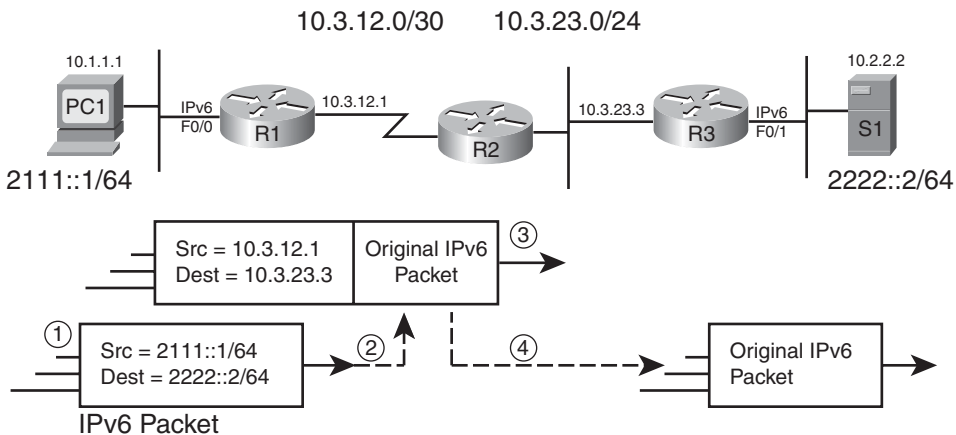 10.3.12.0/30 10.3.23.0/24
10.1.1.1
10.2.2.2
PC1
IPv6
F0/0
R1
10.3.12.1
R2
10.3.23.3
R3
IPv6
F0/1
S1
2111::1/64
2222::2/64
Src = 10.3.12.1
Dest = 10.3.23.3
Original IPv6
Packet
3
1
Src = 2111::1/64
Dest = 2222::2/64
2
4
Original IPv6
Packet
IPv6 Packet